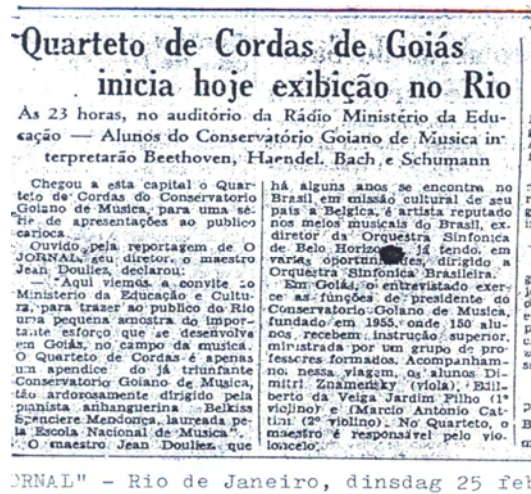 Quarteto de Cordas de Goiás
inicia hoje exibição no Rio
Às 23 horas, no auditório da Rádio Ministério da Edu-
cação — Alunos do Conservatório Goiano de Musica in-
terpretarão Beethoven, Haendel, Bach e Schumann
Chegou a esta capital o Quar-
teto de Cordas do Conservatorio
Goiano de Música, para uma sé-
rie de apresentações ao publico
carioca.
Ouvido pela reportagem de O
JORNAL, seu diretor, o maestro
Jean Douliez, declarou:
— "Aqui viemos a convite do
Ministerio da Educação e Cultu-
ra, para trazer ao publico do Rio
uma pequena amostra do impor-
tante esforço que se desenvolve
em Goiás, no campo da musica.
O Quarteto de Cordas é apenas
um apendice do já triunfante
Conservatorio Goiano de Musica,
tão ardorosamente dirigido pela
pianista anhanguerina Belkiss
Spenciere Mendonça, laureada pe-
la Escola Nacional de Musica".
O maestro Jean Douliez, que
há alguns anos se encontra no
Brasil em missão cultural de seu
país a Belgica, é artista reputado
nos meios musicais do Brasil, ex-
diretor da Orquestra Sinfonica
de Belo Horizonte, já tendo, em
várias dirigido a
Orquestra Sinfonica Brasileira.
Em Goiás, o entrevistado exer-
ce as funções de presidente do
Conservatorio Goiano de Musica,
fundado em 1955, onde 150 alu-
nos recebem instrução superior,
ministrada por um grupo de pro-
fessores formados. Acompanham-
no, nessa viagem, os alunos Di-
mitri Znamensky (viola), Edil-
berto da Veiga Jardim Filho (1º
violino) e (Marcio Antonio Cat-
tini (2º violino). No Quarteto, o
maestro é responsável pelo vio-
loncelo.
ORNAL" - Rio de Janeiro, dinsdag 25 fe